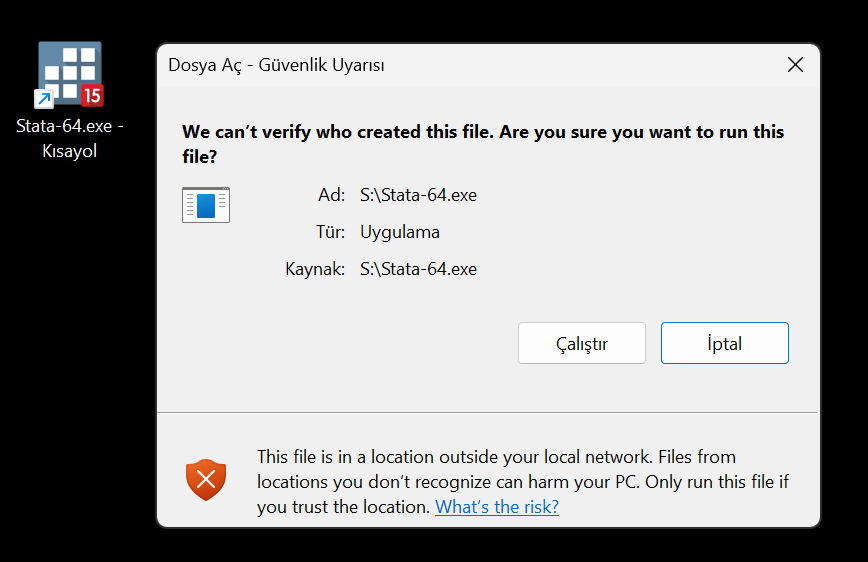 15
Stata-64.exe -
Kısayol
Dosya Aç - Güvenlik Uyarısı
We can't verify who created this file. Are you sure you want to run this
file?
Ad: S:\Stata-64.exe
Tür: Uygulama
Kaynak: S:\Stata-64.exe
Çalıştır İptal
This file is in a location outside your local network. Files from
locations you don't recognize can harm your PC. Only run this file if
you trust the location. What's the risk?